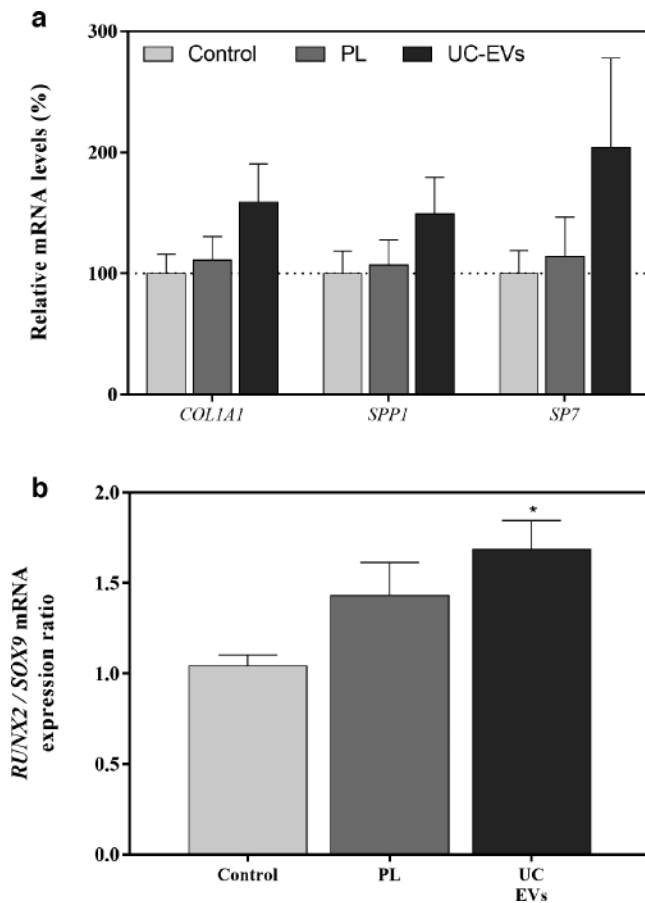 a
300
Control PL UC-EVs
200
Relative mRNA levels (%)
100
0
COL1A1 SPP1 SP7
b
2.0
*
1.5
RUNX2 / SOX9 mRNA
expression ratio
1.0
0.5
0.0
Control PL UC
EVs